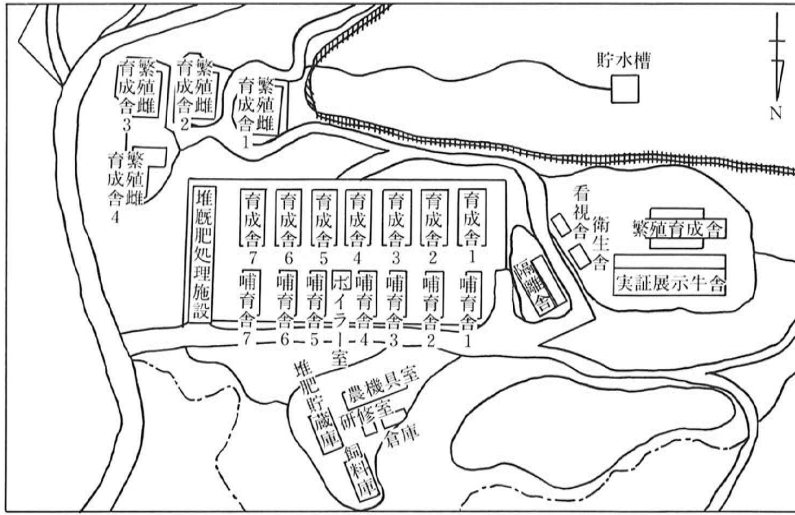 貯水槽
N
繁殖雌育成舎3
繁殖雌育成舎2
繁殖雌育成舎1
繁殖雌育成舎4
看視舎
衛生舎
繁殖育成舎
実証展示牛舎
隔離舎
堆厩肥処理施設
育成舎7
育成舎6
育成舎5
育成舎4
育成舎3
育成舎2
育成舎1
哺育舎7
哺育舎6
哺育舎5
ボイラー室
哺育舎4
哺育舎3
哺育舎2
哺育舎1
堆肥貯蔵庫
農機具室
研修室
倉庫
飼料庫